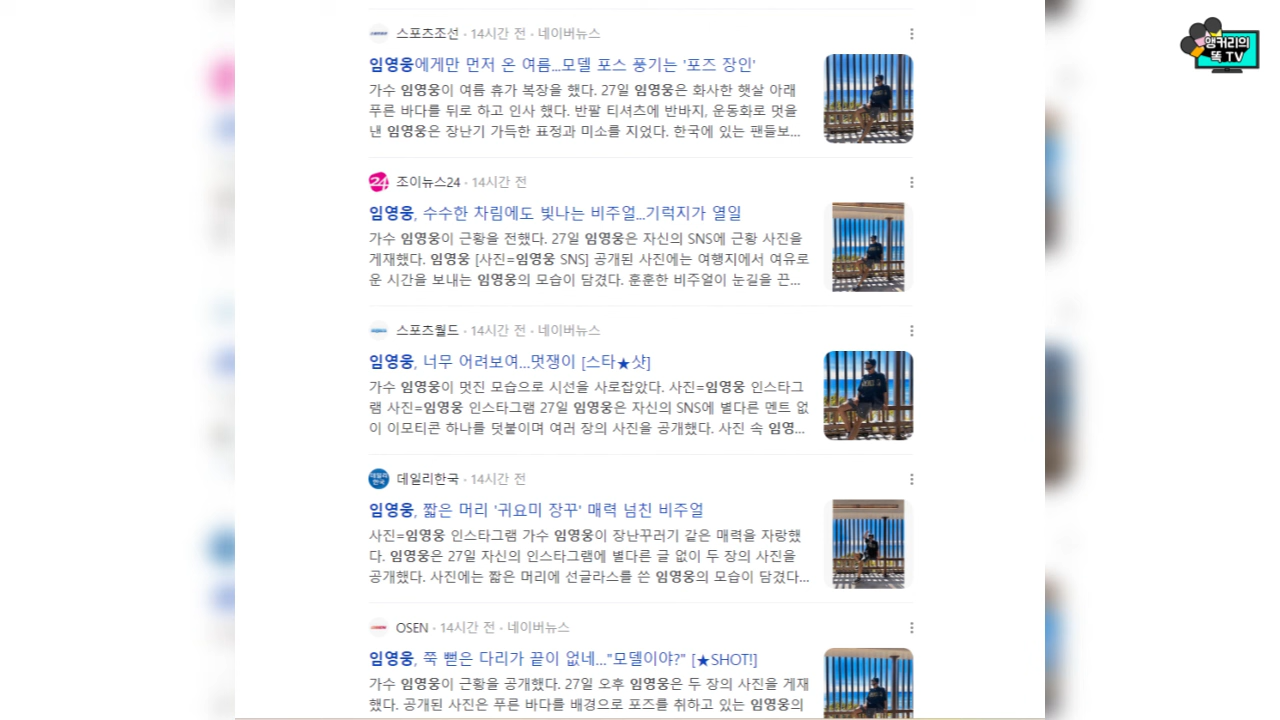 앵커리의
똑 TV
스포츠조선 · 14시간 전 · 네이버뉴스
임영웅에게만 먼저 온 여름...모델 포스 풍기는 '포즈 장인'
가수 임영웅이 여름 휴가 복장을 했다. 27일 임영웅은 화사한 햇살 아래
푸른 바다를 뒤로 하고 인사 했다. 반팔 티셔츠에 반바지, 운동화로 멋을
낸 임영웅은 장난기 가득한 표정과 미소를 지었다. 한국에 있는 팬들보...
24
조이뉴스24 · 14시간 전
임영웅, 수수한 차림에도 빛나는 비주얼...기럭지가 열일
가수 임영웅이 근황을 전했다. 27일 임영웅은 자신의 SNS에 근황 사진을
게재했다. 임영웅 [사진=임영웅 SNS] 공개된 사진에는 여행지에서 여유로
운 시간을 보내는 임영웅의 모습이 담겼다. 훈훈한 비주얼이 눈길을 끈...
스포츠월드 · 14시간 전 · 네이버뉴스
임영웅, 너무 어려보여...멋쟁이 [스타★샷]
가수 임영웅이 멋진 모습으로 시선을 사로잡았다. 사진=임영웅 인스타그
램 사진=임영웅 인스타그램 27일 임영웅은 자신의 SNS에 별다른 멘트 없
이 이모티콘 하나를 덧붙이며 여러 장의 사진을 공개했다. 사진 속 임영...
데일리
한국
데일리한국 · 14시간 전
임영웅, 짧은 머리 '귀요미 장꾸' 매력 넘친 비주얼
사진=임영웅 인스타그램 가수 임영웅이 장난꾸러기 같은 매력을 자랑했
다. 임영웅은 27일 자신의 인스타그램에 별다른 글 없이 두 장의 사진을
공개했다. 사진에는 짧은 머리에 선글라스를 쓴 임영웅의 모습이 담겼다...
OSEN · 14시간 전 · 네이버뉴스
임영웅, 쭉 뻗은 다리가 끝이 없네..."모델이야?" [★SHOT!]
가수 임영웅이 근황을 공개했다. 27일 오후 임영웅은 두 장의 사진을 게재
했다. 공개된 사진은 푸른 바다를 배경으로 포즈를 취하고 있는 임영웅의